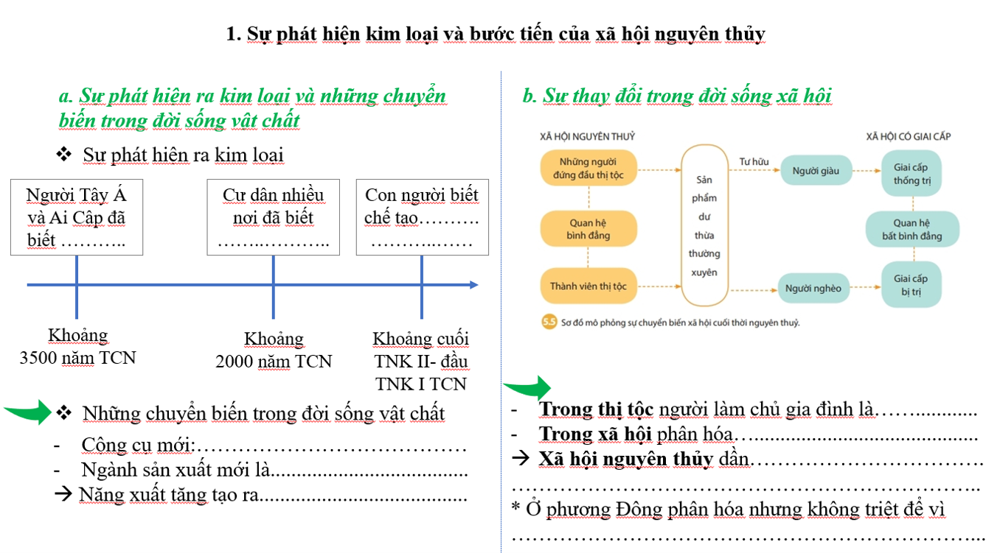 1. Sự phát hiện kim loại và bước tiến của xã hội nguyên thủy
a. Sự phát hiện ra kim loại và những chuyển
biến trong đời sống vật chất
❖ Sự phát hiện ra kim loại
Người Tây Á
và Ai Cập đã
biết ………..
Cư dân nhiều
nơi đã biết
……..………..
Con người biết
chế tạo……….
………..……
Khoảng
3500 năm TCN
Khoảng
2000 năm TCN
Khoảng cuối
TNK II- đầu
TNK I TCN
❖ Những chuyển biến trong đời sống vật chất
- Công cụ mới:………………………………
- Ngành sản xuất mới là......................................
→ Năng xuất tăng tạo ra........................................
b. Sự thay đổi trong đời sống xã hội
XÃ HỘI NGUYÊN THUỶ
XÃ HỘI CÓ GIAI CẤP
Những người
đứng đầu thị tộc
Quan hệ
bình đẳng
Thành viên thị tộc
Sản
phẩm
dư
thừa
thường
xuyên
Tư hữu
Người giàu
Người nghèo
Giai cấp
thống trị
Quan hệ
bất bình đẳng
Giai cấp
bị trị
5.5 Sơ đồ mô phỏng sự chuyển biến xã hội cuối thời nguyên thuỷ.
- Trong thị tộc người làm chủ gia đình là……............
- Trong xã hội phân hóa…...........................................
→ Xã hội nguyên thủy dần………………………….
……………………………………………………..
* Ở phương Đông phân hóa nhưng không triệt để vì
……………………………………………………...